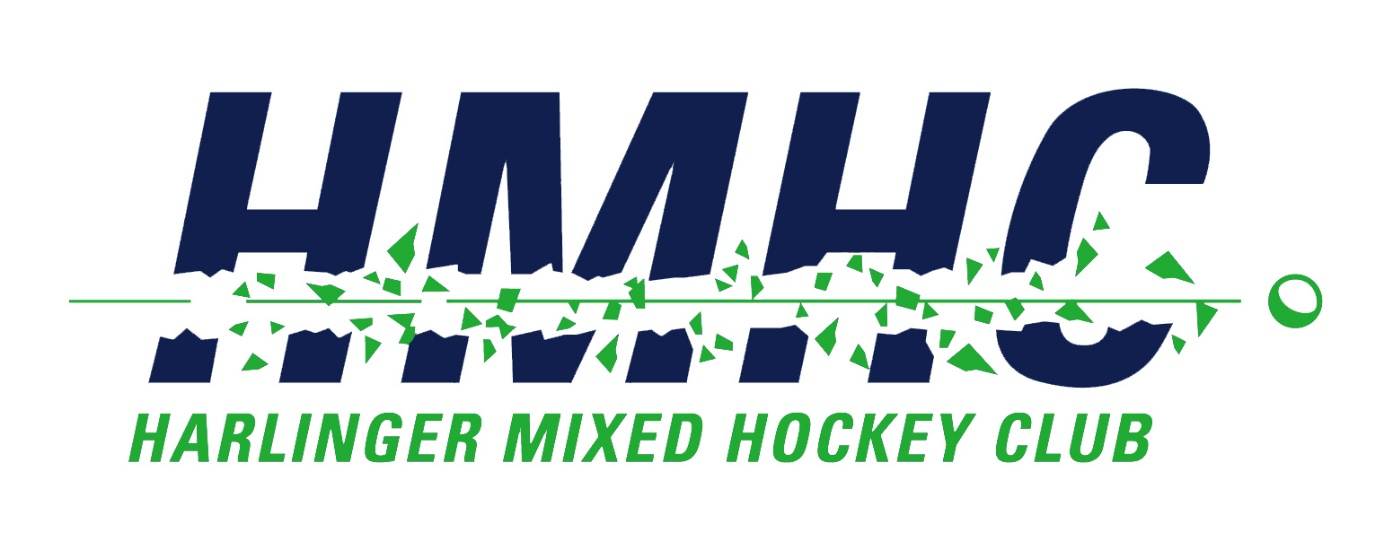 HMHC
HARLINGER MIXED HOCKEY CLUB